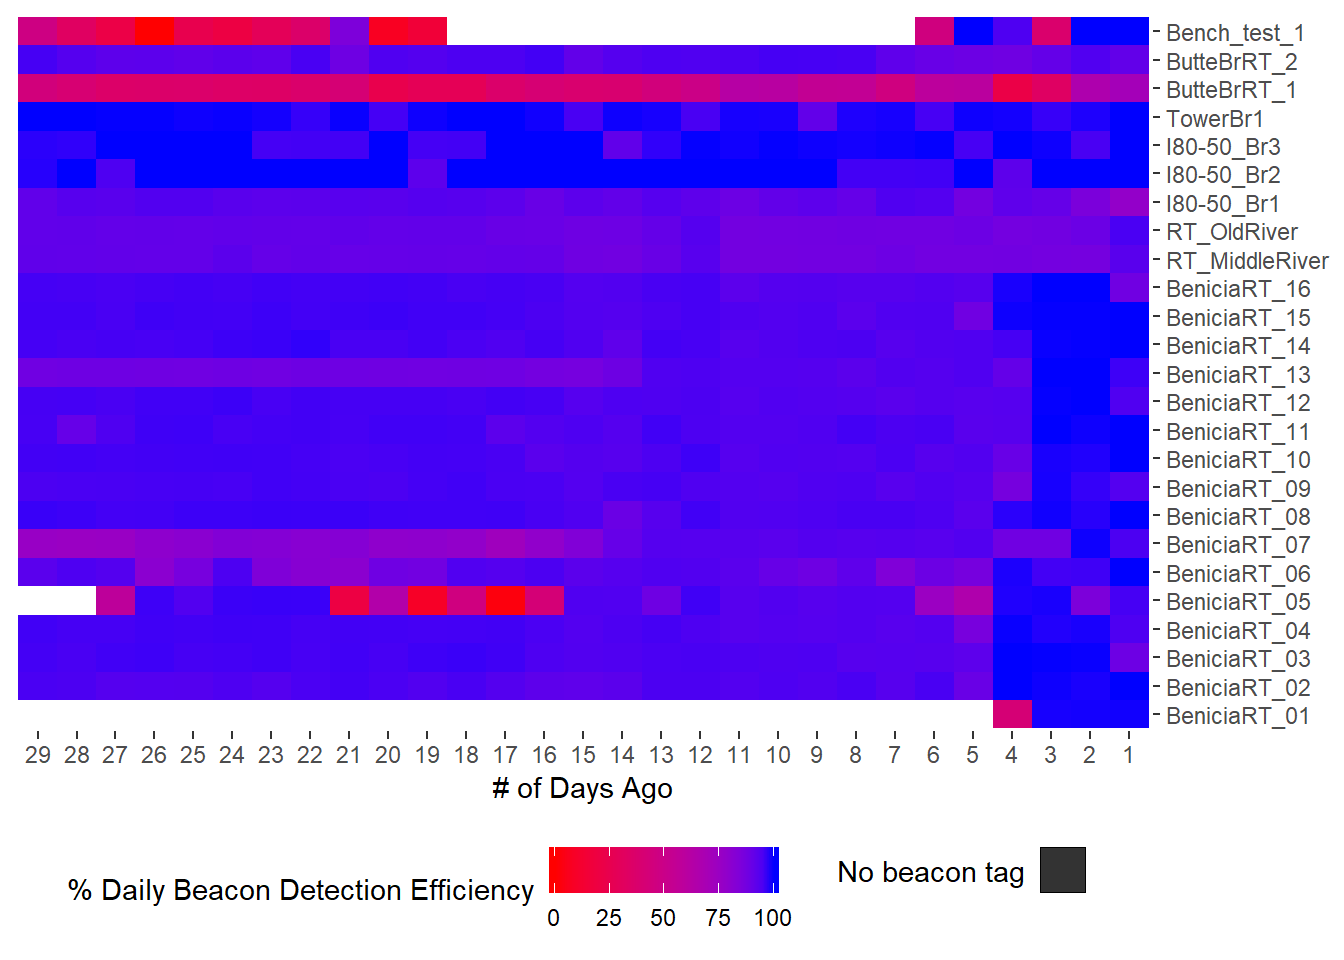 Bench_test_1
ButteBrRT_2
ButteBrRT_1
TowerBr1
I80-50_Br3
I80-50_Br2
I80-50_Br1
RT_OldRiver
RT_MiddleRiver
BeniciaRT_16
BeniciaRT_15
BeniciaRT_14
BeniciaRT_13
BeniciaRT_12
BeniciaRT_11
BeniciaRT_10
BeniciaRT_09
BeniciaRT_08
BeniciaRT_07
BeniciaRT_06
BeniciaRT_05
BeniciaRT_04
BeniciaRT_03
BeniciaRT_02
BeniciaRT_01
29 28 27 26 25 24 23 22 21 20 19 18 17 16 15 14 13 12 11 10 9 8 7 6 5 4 3 2 1
# of Days Ago
% Daily Beacon Detection Efficiency
0 25 50 75 100
No beacon tag